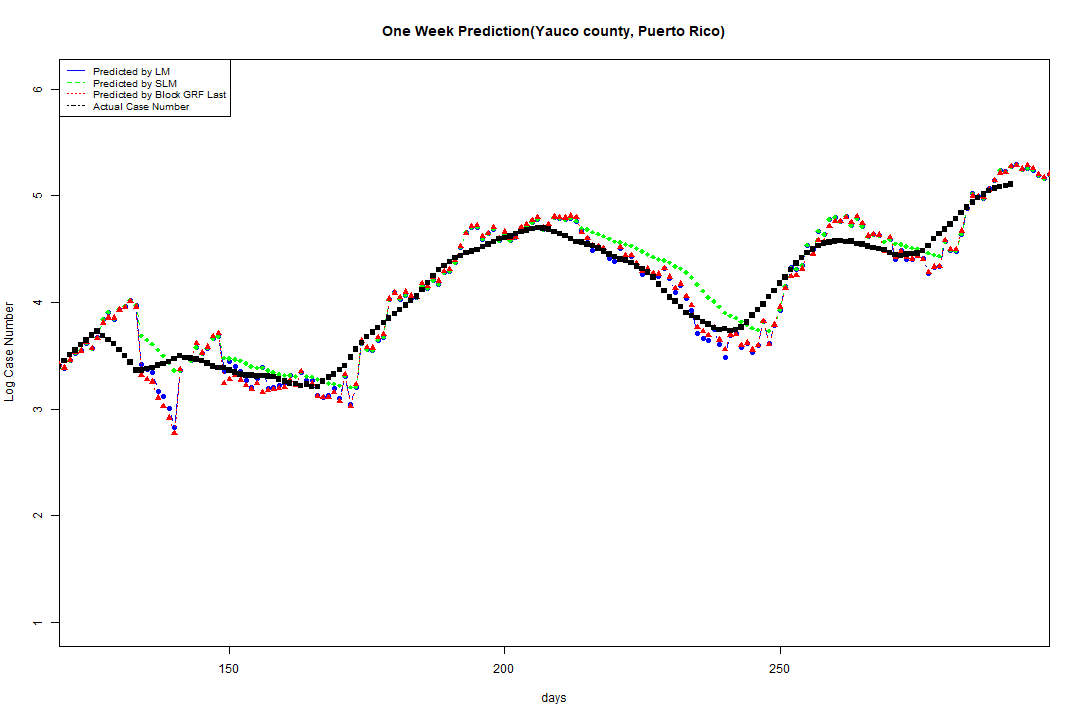 One Week Prediction(Yauco county, Puerto Rico)
Predicted by LM
Predicted by SLM
Predicted by Block GRF Last
Actual Case Number
6
5
4
3
2
1
Log Case Number
150 200 250
days